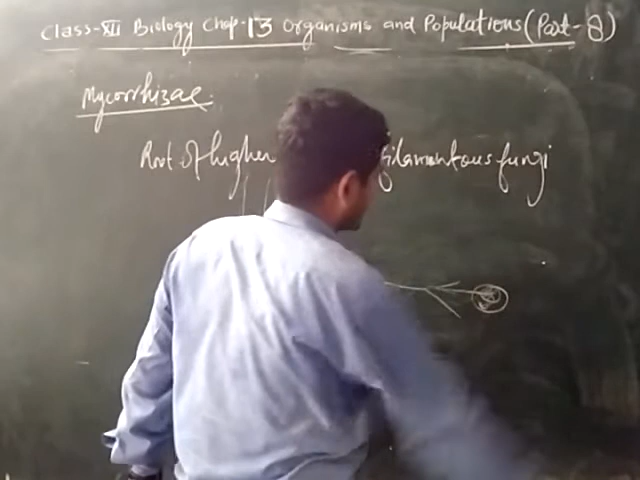 Class-XII Biology Chap-13 Organisms and Populations (Part-8)
Mycorrhizae
Root of higher filamentous fungi